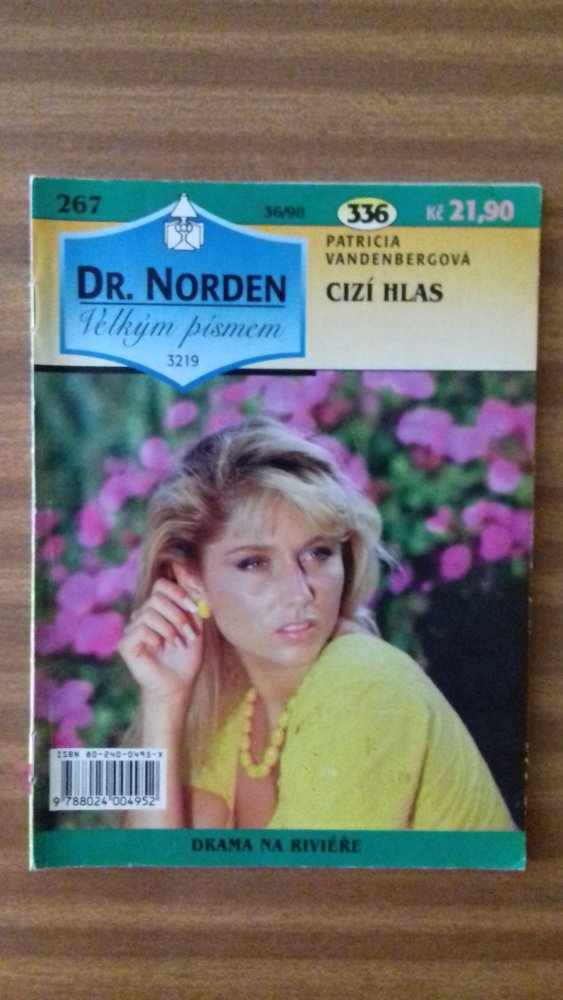 267
36/98
336
Kč 21,90
DR. NORDEN
Velkým písmem
3219
PATRICIA
VANDENBERGOVÁ
CIZÍ HLAS
ISBN 80-240-0495-X
9 788024 004952
DRAMA NA RIVIÉŘE